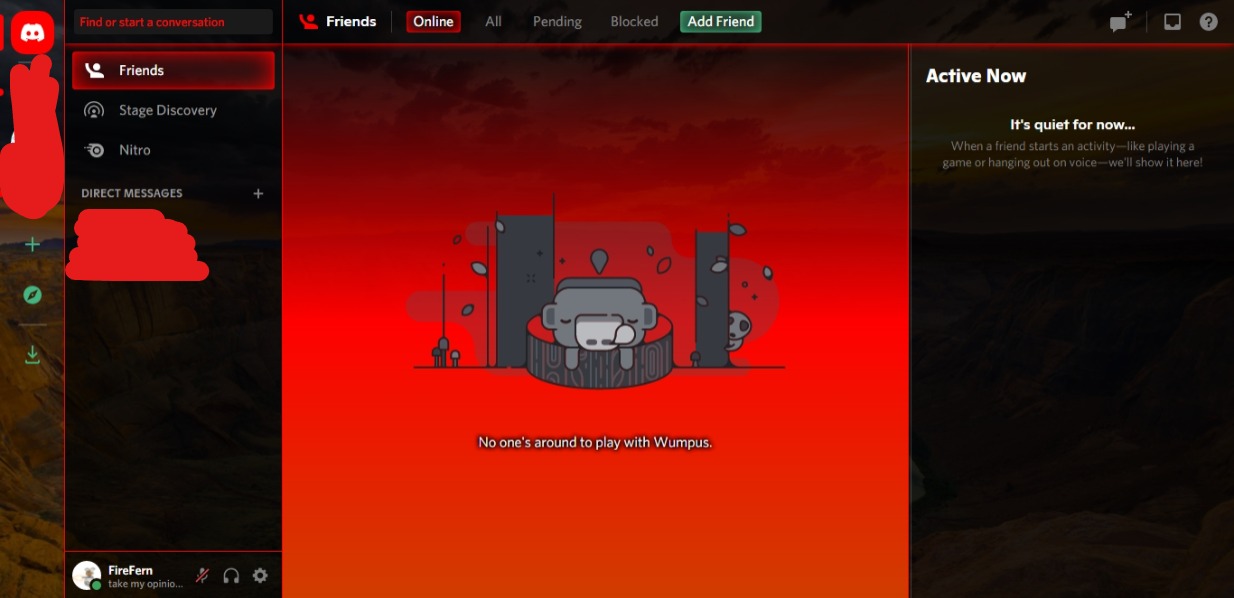 Find or start a conversation
Friends
Online
All
Pending
Blocked
Add Friend
Friends
Stage Discovery
Nitro
DIRECT MESSAGES
Active Now
It's quiet for now...
When a friend starts an activity—like playing a
game or hanging out on voice—we'll show it here!
No one's around to play with Wumpus.
FireFern
take my opinio...